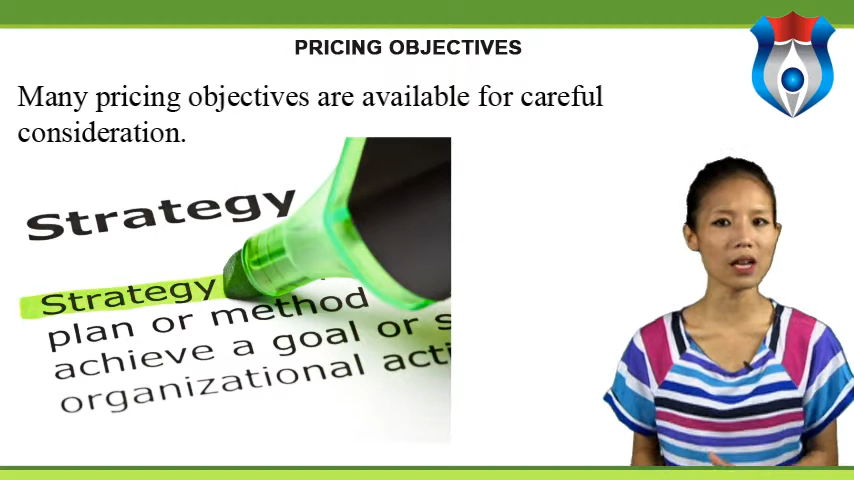 PRICING OBJECTIVES
Many pricing objectives are available for careful
consideration.
Strategy
Strategy
plan or method
achieve a goal or
organizational